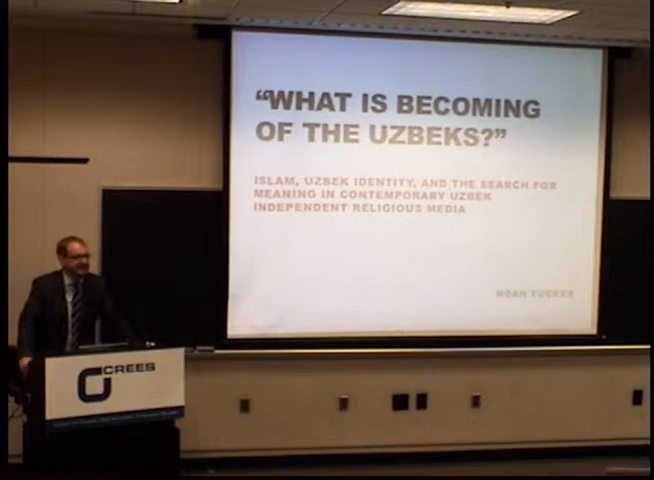 “WHAT IS BECOMING
OF THE UZBEKS?”
ISLAM, UZBEK IDENTITY, AND THE SEARCH FOR
MEANING IN CONTEMPORARY UZBEK
INDEPENDENT RELIGIOUS MEDIA
NOAH TUCKER
CREES